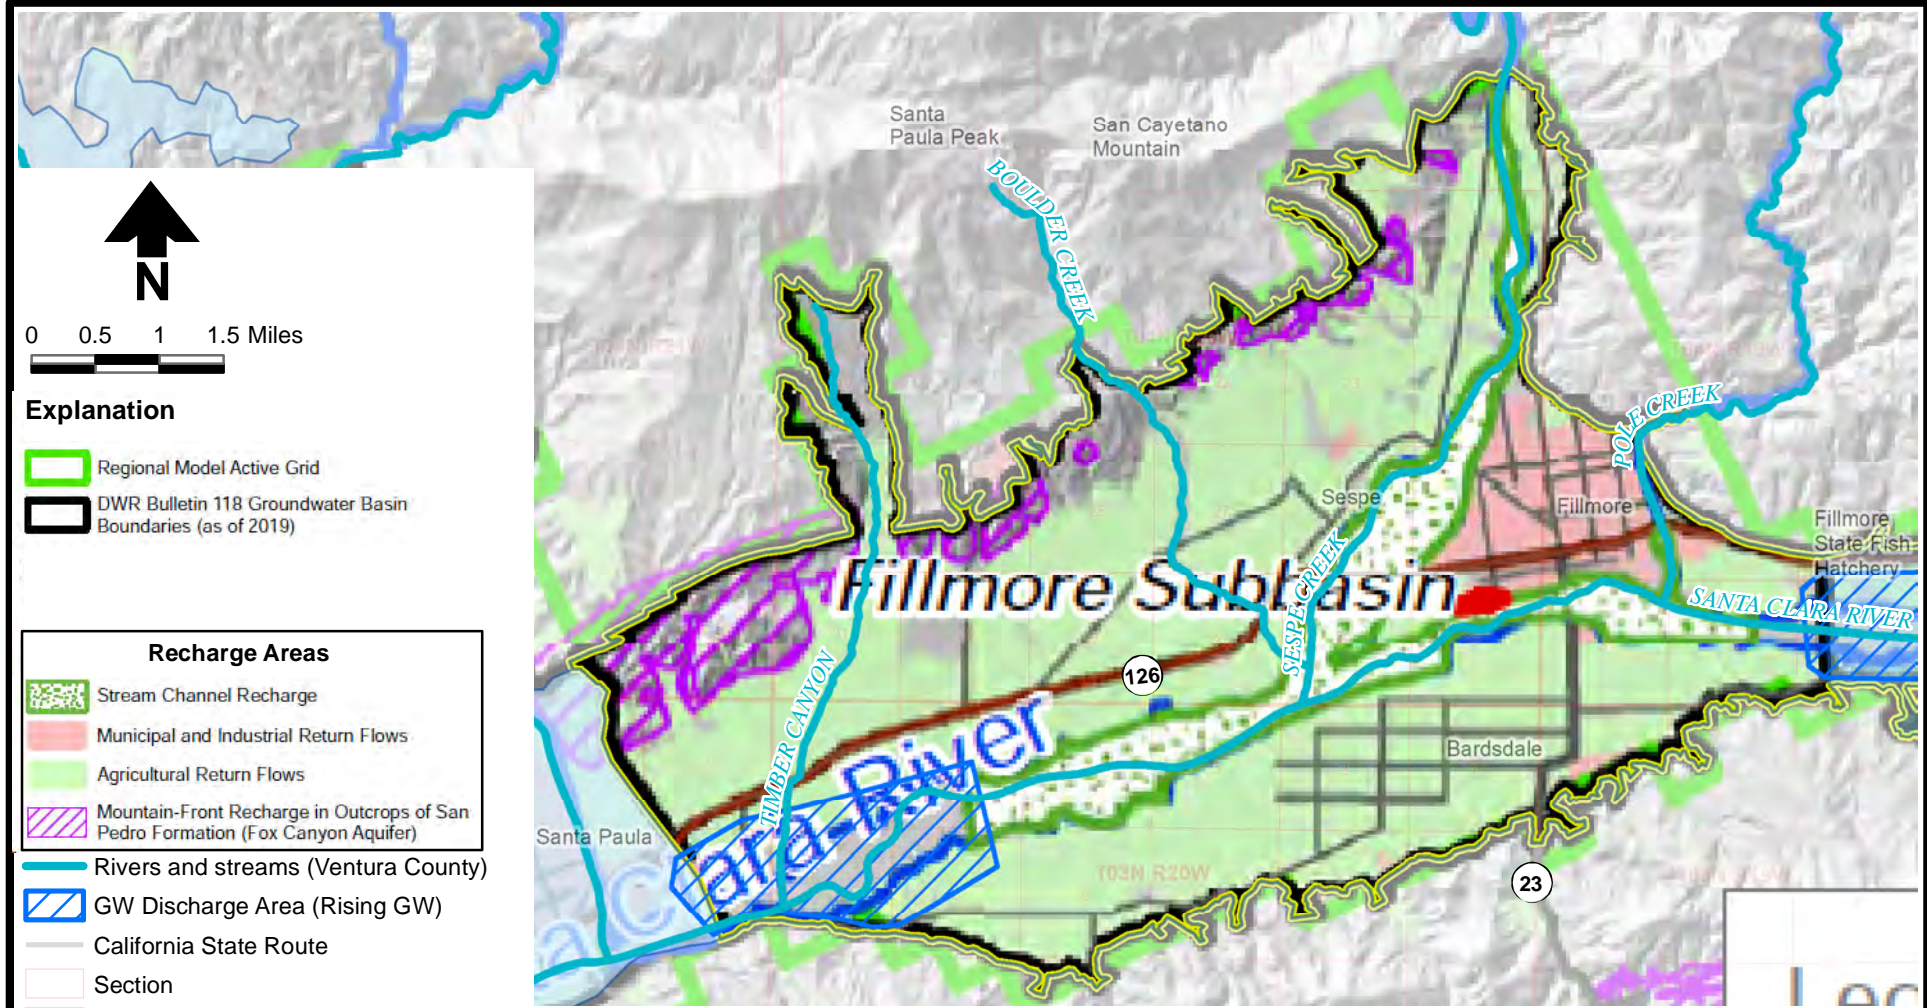 Santa
Paula Peak
San Cayetano
Mountain
BOULDER CREEK
N
0 0.5 1 1.5 Miles
Explanation
Regional Model Active Grid
DWR Bulletin 118 Groundwater Basin
Boundaries (as of 2019)
Recharge Areas
Stream Channel Recharge
Municipal and Industrial Return Flows
Agricultural Return Flows
Mountain-Front Recharge in Outcrops of San
Pedro Formation (Fox Canyon Aquifer)
Rivers and streams (Ventura County)
GW Discharge Area (Rising GW)
California State Route
Section
POLE CREEK
Sespe
Fillmore
Fillmore
State Fish
Hatchery
SESPE CREEK
Fillmore Subbasin
SANTA CLARA RIVER
TIMBER CANYON
126
ara-River
Bardsdale
Santa Paula
T03N R20W
23